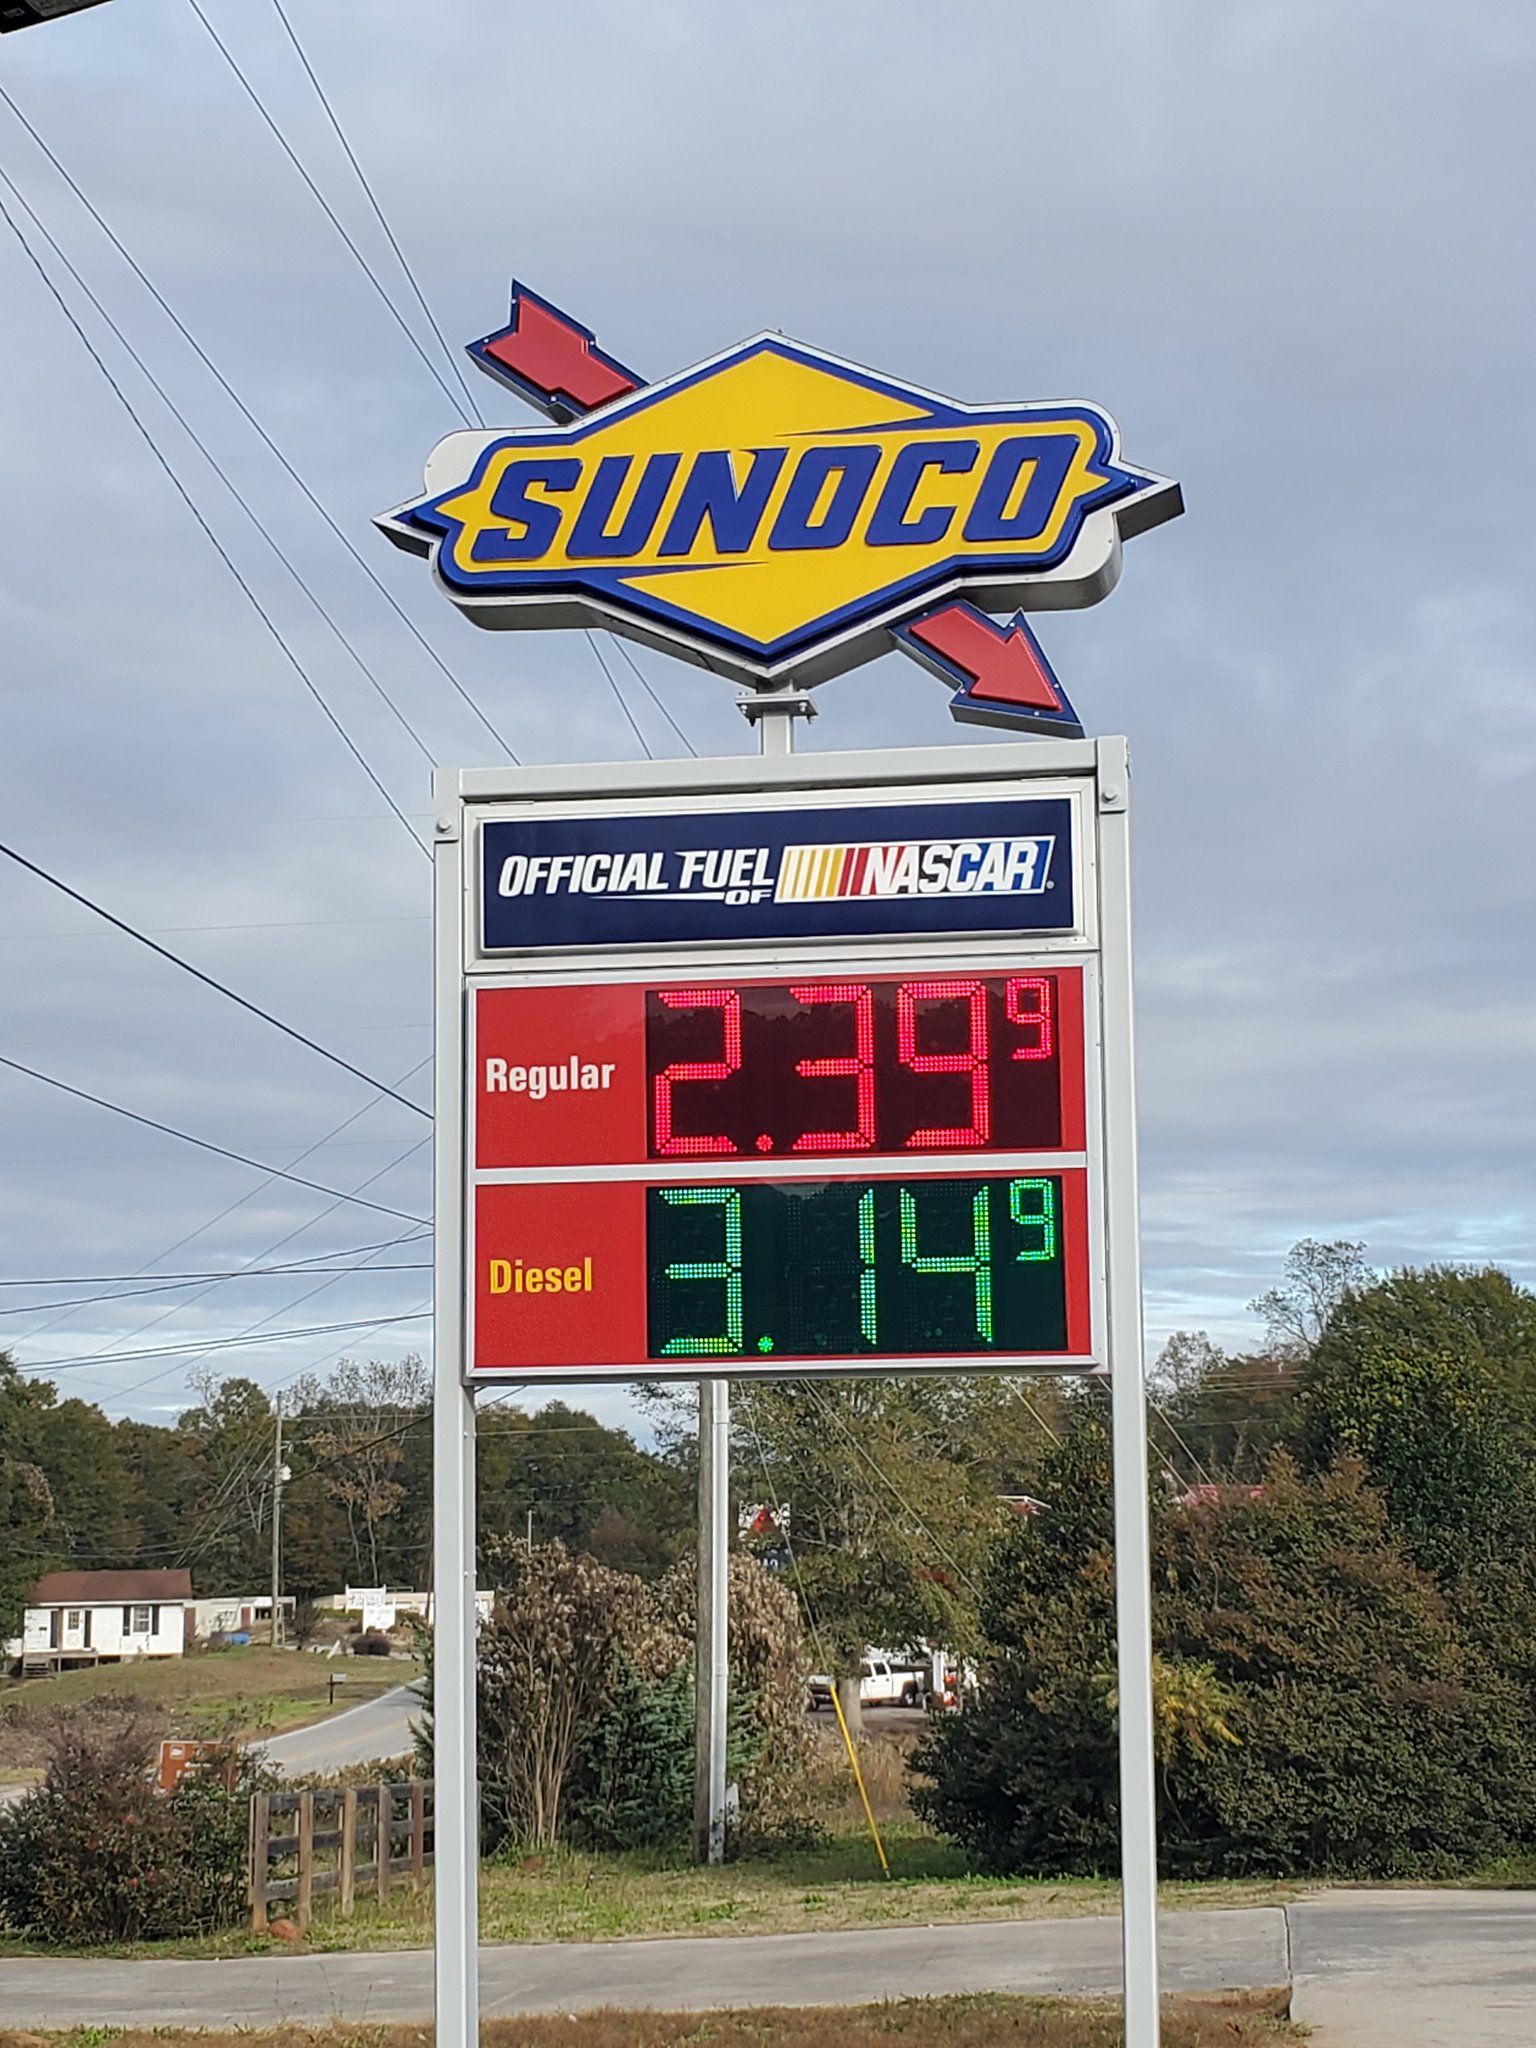 SUNOCO
OFFICIAL FUEL OF NASCAR
Regular 2.39 9
Diesel 3.14 9